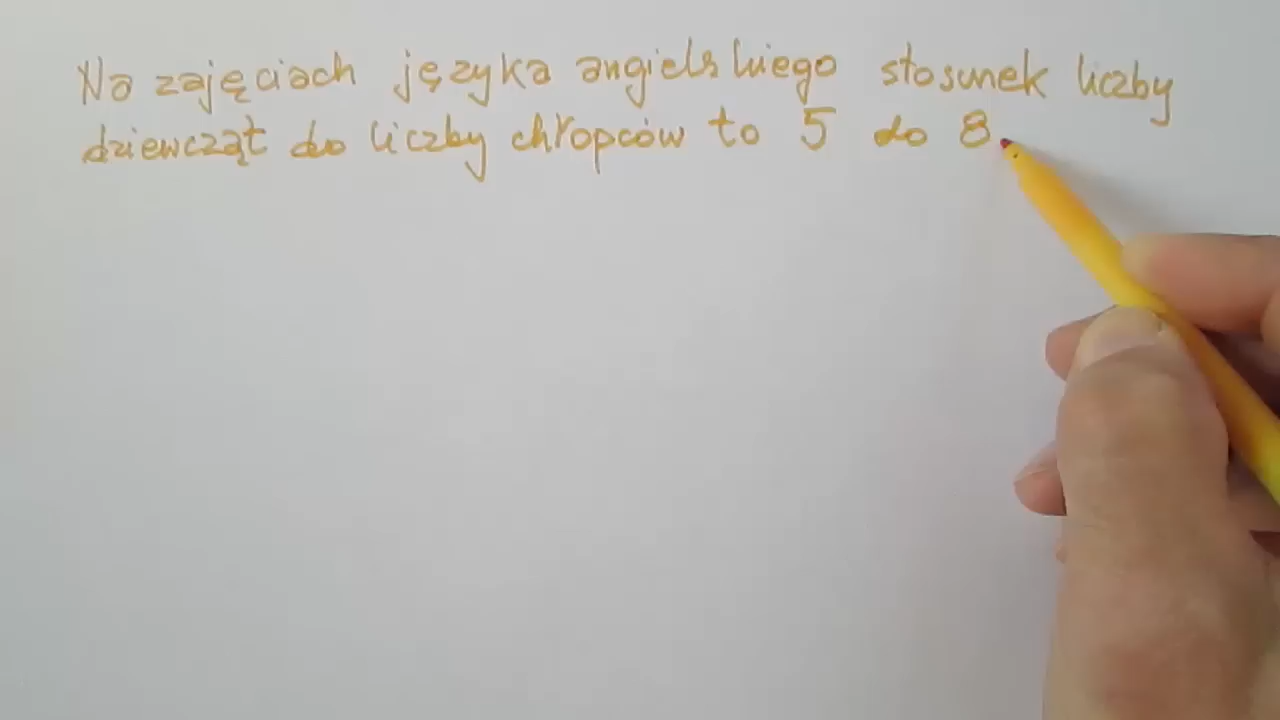 Na zajęciach języka angielskiego stosunek liczby
dziewcząt do liczby chłopców to 5 do 8